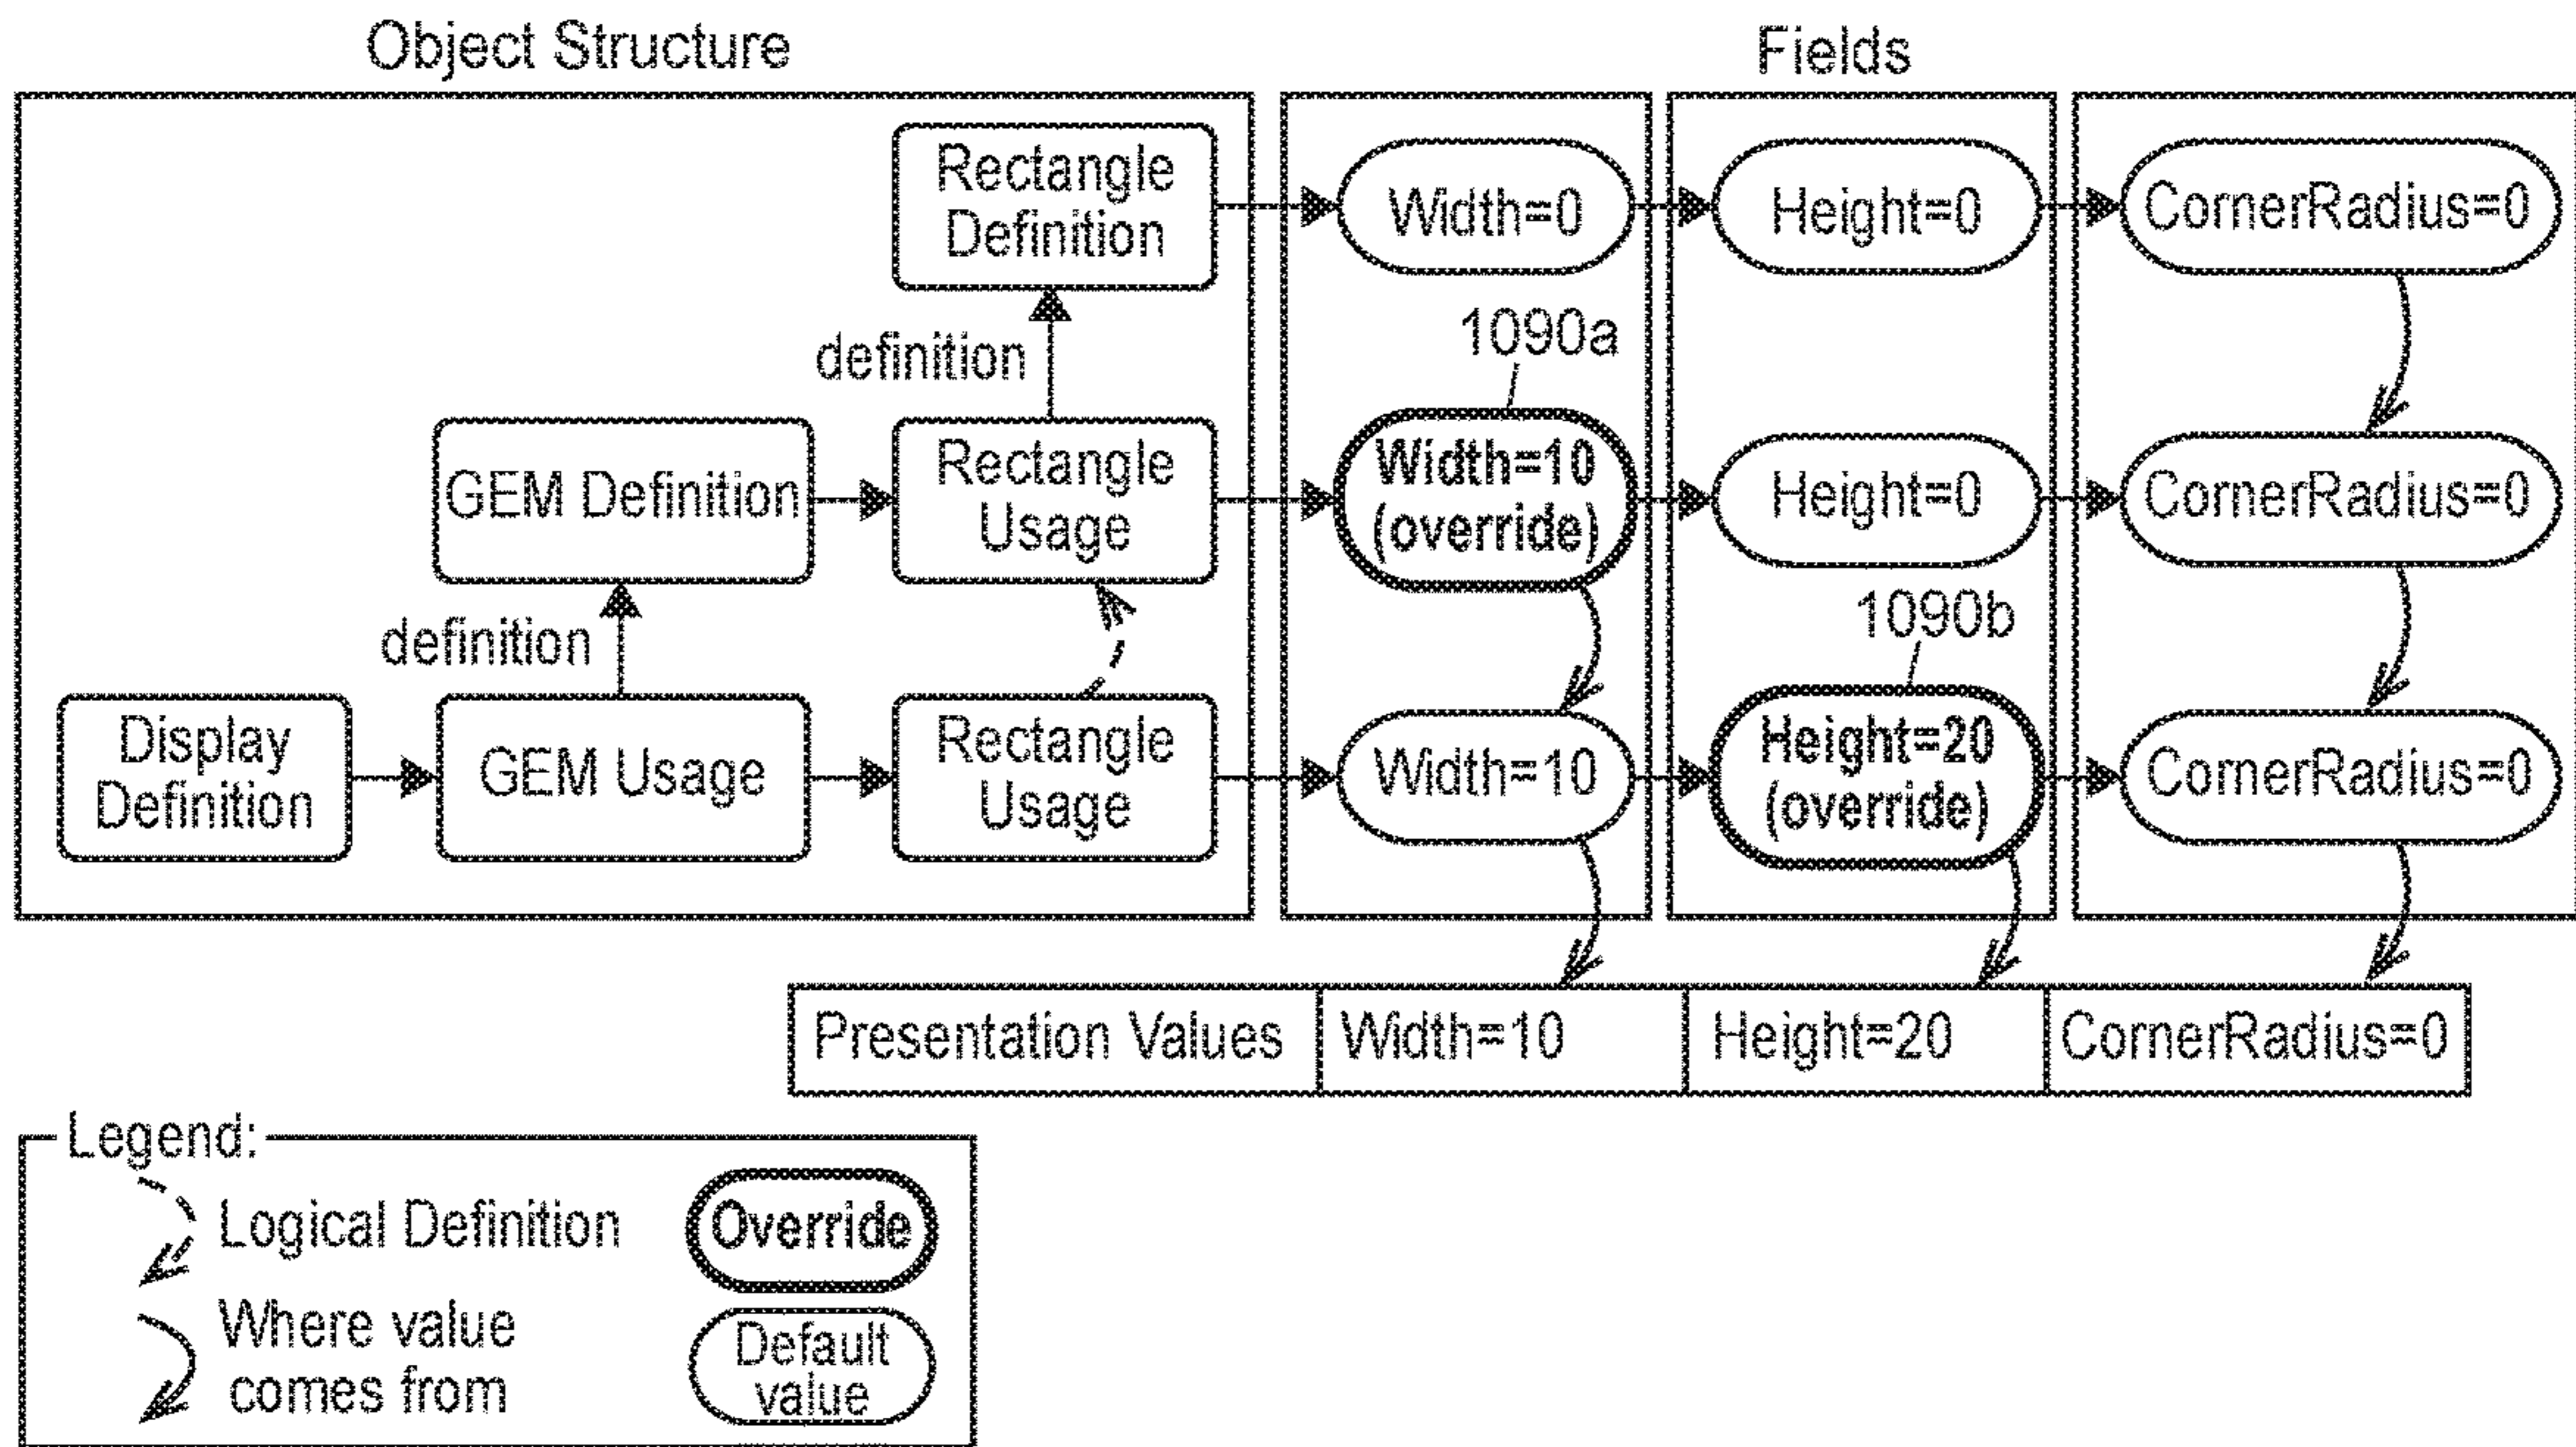 Object Structure
Fields
Rectangle
Definition
Width=0
Height=0
CornerRadius=0
definition
1090a
GEM Definition
Rectangle
Usage
Width=10
(override)
Height=0
CornerRadius=0
definition
1090b
Display
Definition
GEM Usage
Rectangle
Usage
Width=10
Height=20
(override)
CornerRadius=0
Presentation Values
Width=10
Height=20
CornerRadius=0
Legend:
Logical Definition
Override
Where value
comes from
Default
value